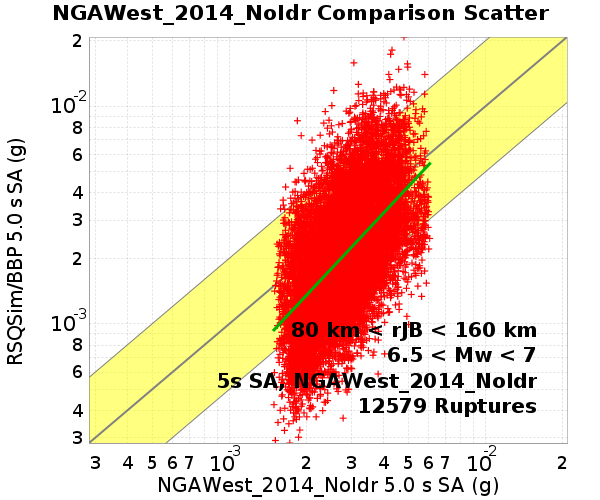 NGAWest_2014_NoIdr Comparison Scatter
RSQSim/BBP 5.0 s SA (g)
2
10-2
8
6
4
3
2
10-3
8
6
4
3
80 km < rJB < 160 km
6.5 < Mw < 7
5s SA, NGAWest_2014_NoIdr
12579 Ruptures
3 4 5 6 7 10-3 2 3 4 5 6 7 10-2 2
NGAWest_2014_NoIdr 5.0 s SA (g)